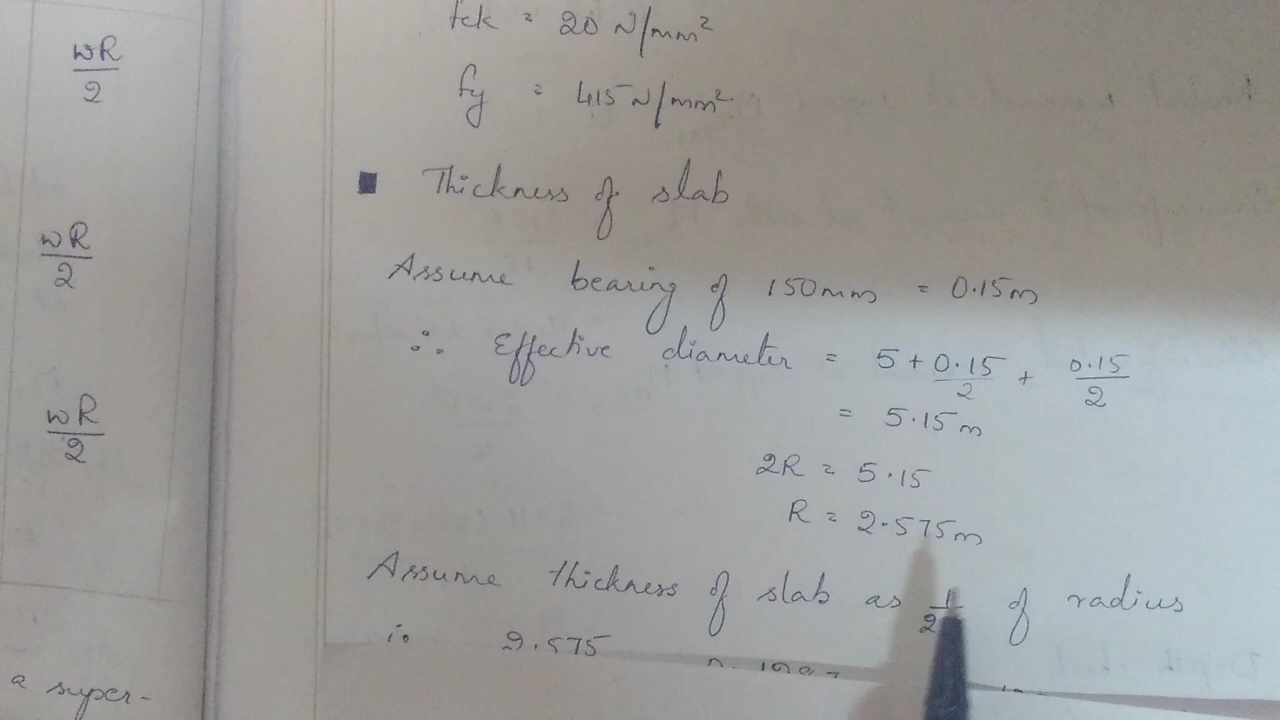 wR
2
wR
2
wR
2
a super-
fck = 20 N/mm²
fy = 415 N/mm²
■ Thickness of slab
Assume bearing of 150mm = 0.15m
∴ Effective diameter = 5 + 0.15/2 + 0.15/2
= 5.15m
2R = 5.15
R = 2.575m
Assume thickness of slab as of radius
2.575